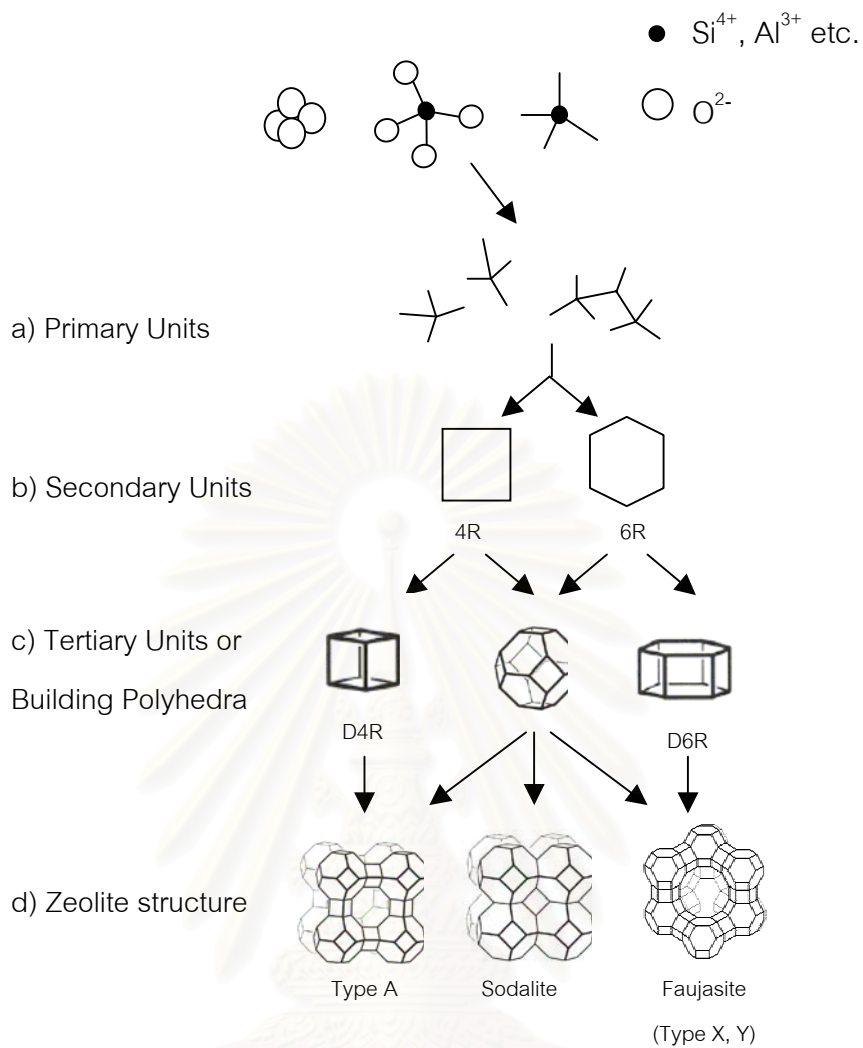 Si⁴⁺, Al³⁺ etc.
O²⁻
a) Primary Units
b) Secondary Units
4R
6R
c) Tertiary Units or
Building Polyhedra
D4R
D6R
d) Zeolite structure
Type A
Sodalite
Faujasite
(Type X, Y)